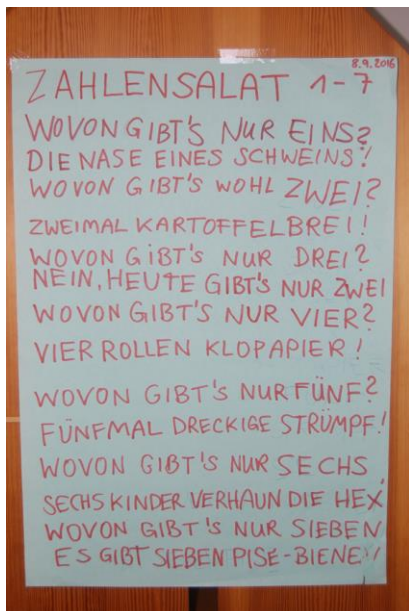 8.9.2016
ZAHLENSALAT 1-7
WOVON GIBT'S NUR EINS?
DIE NASE EINES SCHWEINS!
WOVON GIBT'S WOHL ZWEI?
ZWEIMAL KARTOFFELBREI!
WOVON GIBT'S NUR DREI?
NEIN, HEUTE GIBT'S NUR ZWEI
WOVON GIBT'S NUR VIER?
VIER ROLLEN KLOPAPIER!
WOVON GIBT'S NUR FÜNF?
FÜNFMAL DRECKIGE STRÜMPF!
WOVON GIBT'S NUR SECHS
SECHS KINDER VERHAUN DIE HEX
WOVON GIBT'S NUR SIEBEN
ES GIBT SIEBEN PISE-BIENEN!